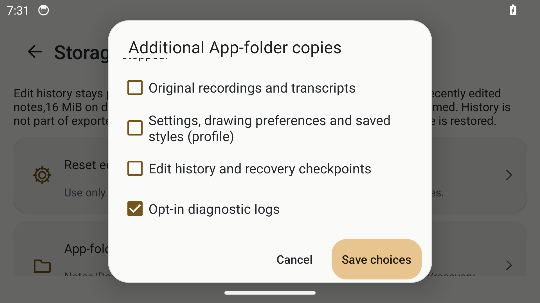 7:31
Additional App-folder copies
Edit history stays
ecently edited
notes,16 MiB on d
med. History is
not part of exporte
e is restored.
Original recordings and transcripts
Settings, drawing preferences and saved
styles (profile)
Edit history and recovery checkpoints
Reset e
Use only
es.
Opt-in diagnostic logs
App-fol
Cancel
Save choices